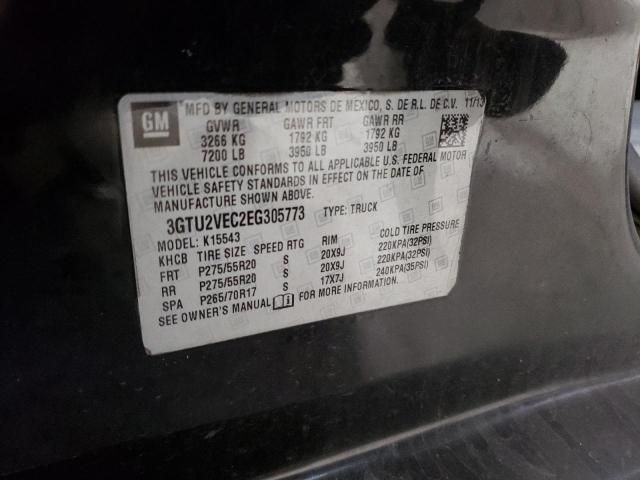 GM
MFD BY GENERAL MOTORS DE MEXICO, S. DE R.L. DE C.V. 11/13
GVWR GAWR FRT GAWR RR
3266 KG 1792 KG 1792 KG
7200 LB 3950 LB 3950 LB
THIS VEHICLE CONFORMS TO ALL APPLICABLE U.S. FEDERAL MOTOR
VEHICLE SAFETY STANDARDS IN EFFECT ON THE DATE OF
MANUFACTURE SHOWN ABOVE.
3GTU2VEC2EG305773 TYPE: TRUCK
MODEL: K15543
KHCB TIRE SIZE SPEED RTG RIM COLD TIRE PRESSURE
FRT P275/55R20 S 20X9J 220KPA(32PSI)
RR P275/55R20 S 20X9J 220KPA(32PSI)
SPA P265/70R17 S 17X7J 240KPA(35PSI)
SEE OWNER'S MANUAL FOR MORE INFORMATION.